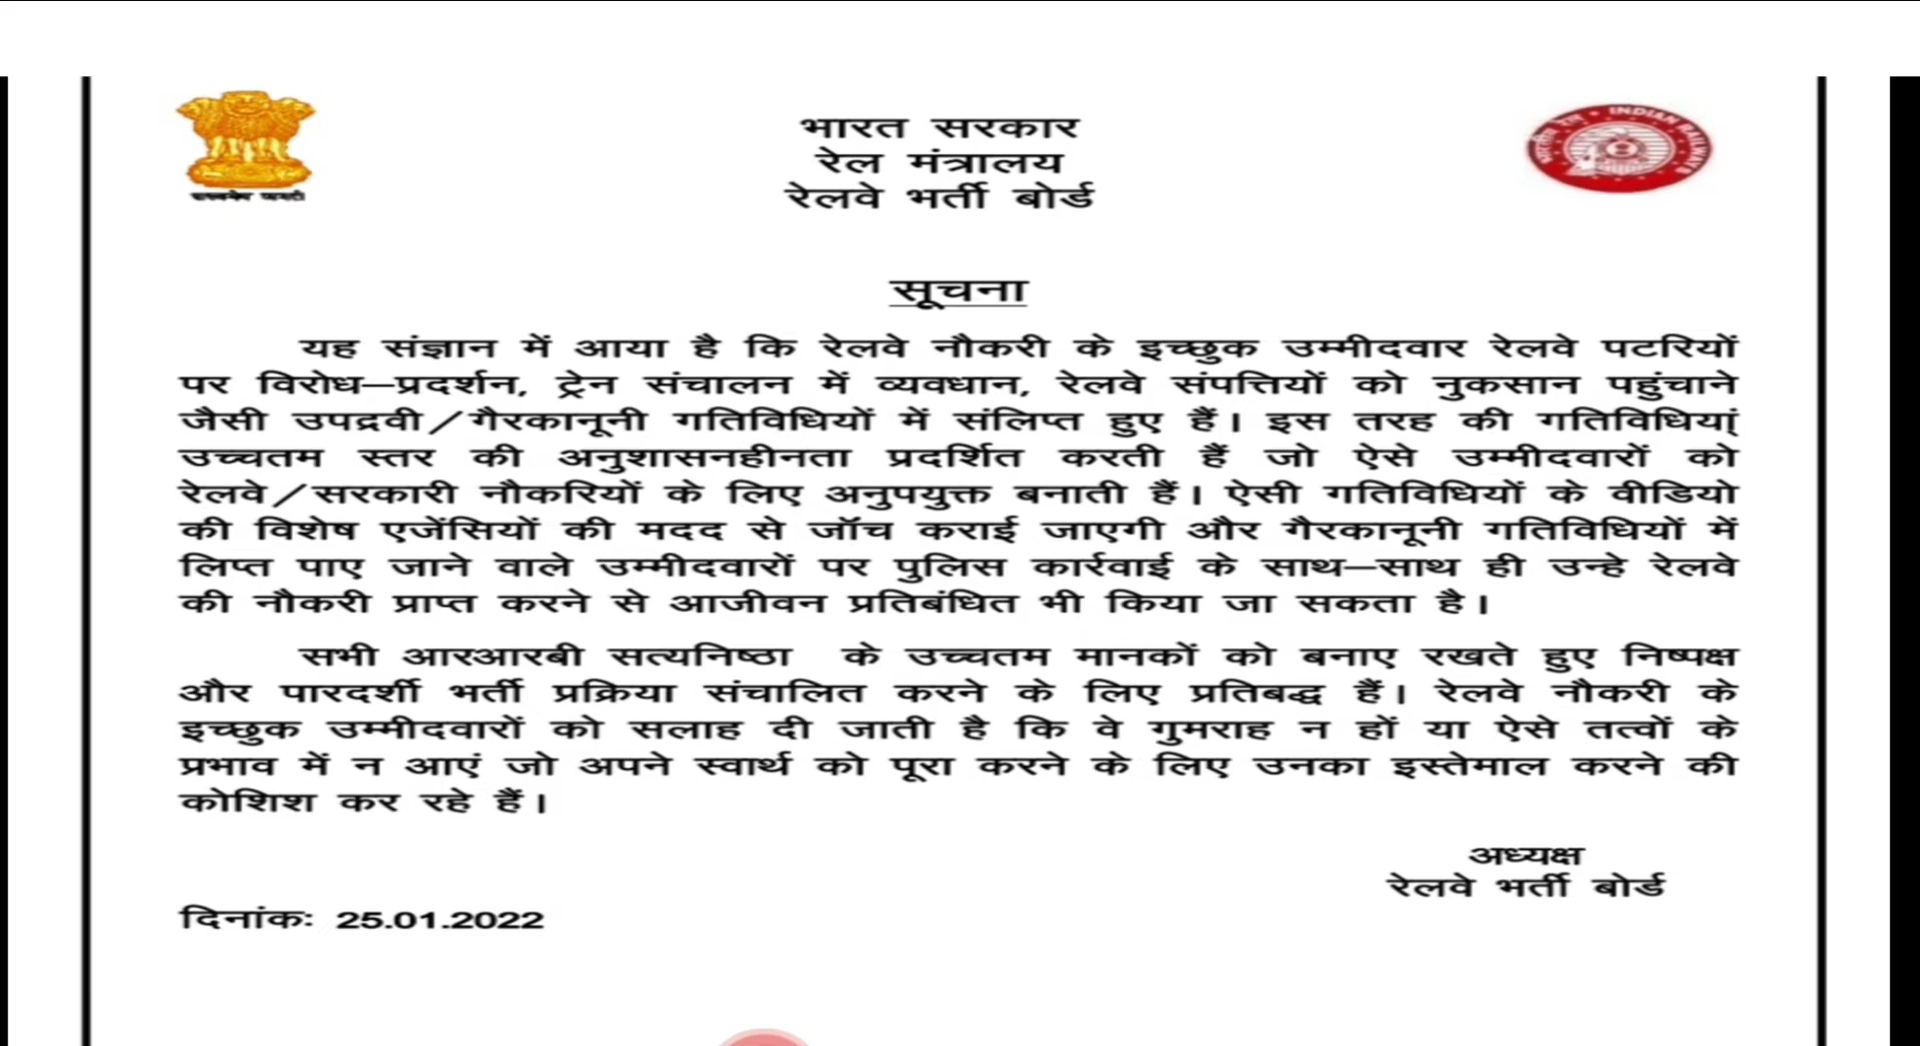 भारत सरकार
रेल मंत्रालय
रेलवे भर्ती बोर्ड
INDIAN RAILWAYS
सूचना
यह संज्ञान में आया है कि रेलवे नौकरी के इच्छुक उम्मीदवार रेलवे पटरियों
पर विरोध–प्रदर्शन, ट्रेन संचालन में व्यवधान, रेलवे संपत्तियों को नुकसान पहुंचाने
जैसी उपद्रवी/गैरकानूनी गतिविधियों में संलिप्त हुए हैं। इस तरह की गतिविधियां
उच्चतम स्तर की अनुशासनहीनता प्रदर्शित करती हैं जो ऐसे उम्मीदवारों को
रेलवे/सरकारी नौकरियों के लिए अनुपयुक्त बनाती हैं। ऐसी गतिविधियों के वीडियो
की विशेष एजेंसियों की मदद से जॉच कराई जाएगी और गैरकानूनी गतिविधियों में
लिप्त पाए जाने वाले उम्मीदवारों पर पुलिस कार्रवाई के साथ–साथ ही उन्हे रेलवे
की नौकरी प्राप्त करने से आजीवन प्रतिबंधित भी किया जा सकता है।
सभी आरआरबी सत्यनिष्ठा के उच्चतम मानकों को बनाए रखते हुए निष्पक्ष
और पारदर्शी भर्ती प्रक्रिया संचालित करने के लिए प्रतिबद्ध हैं। रेलवे नौकरी के
इच्छुक उम्मीदवारों को सलाह दी जाती है कि वे गुमराह न हों या ऐसे तत्वों के
प्रभाव में न आएं जो अपने स्वार्थ को पूरा करने के लिए उनका इस्तेमाल करने की
कोशिश कर रहे हैं।
अध्यक्ष
रेलवे भर्ती बोर्ड
दिनांकः 25.01.2022